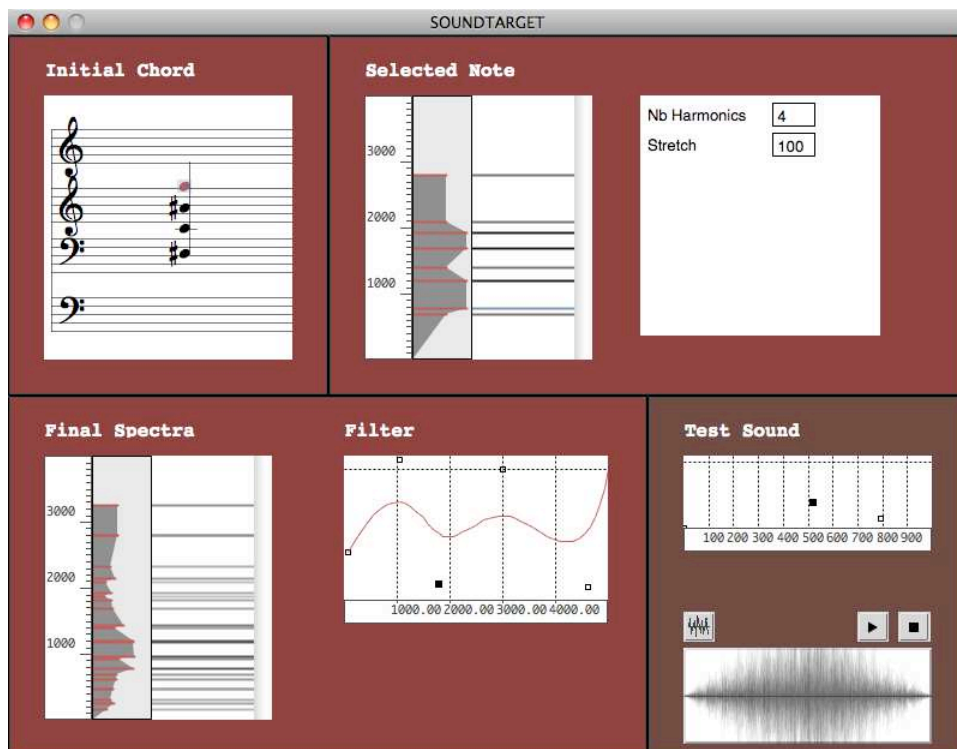 SOUNDTARGET
Initial Chord
Selected Note
3000
2000
1000
Nb Harmonics 4
Stretch 100
Final Spectra
3000
2000
1000
Filter
1000.00 2000.00 3000.00 4000.00
Test Sound
100 200 300 400 500 600 700 800 900